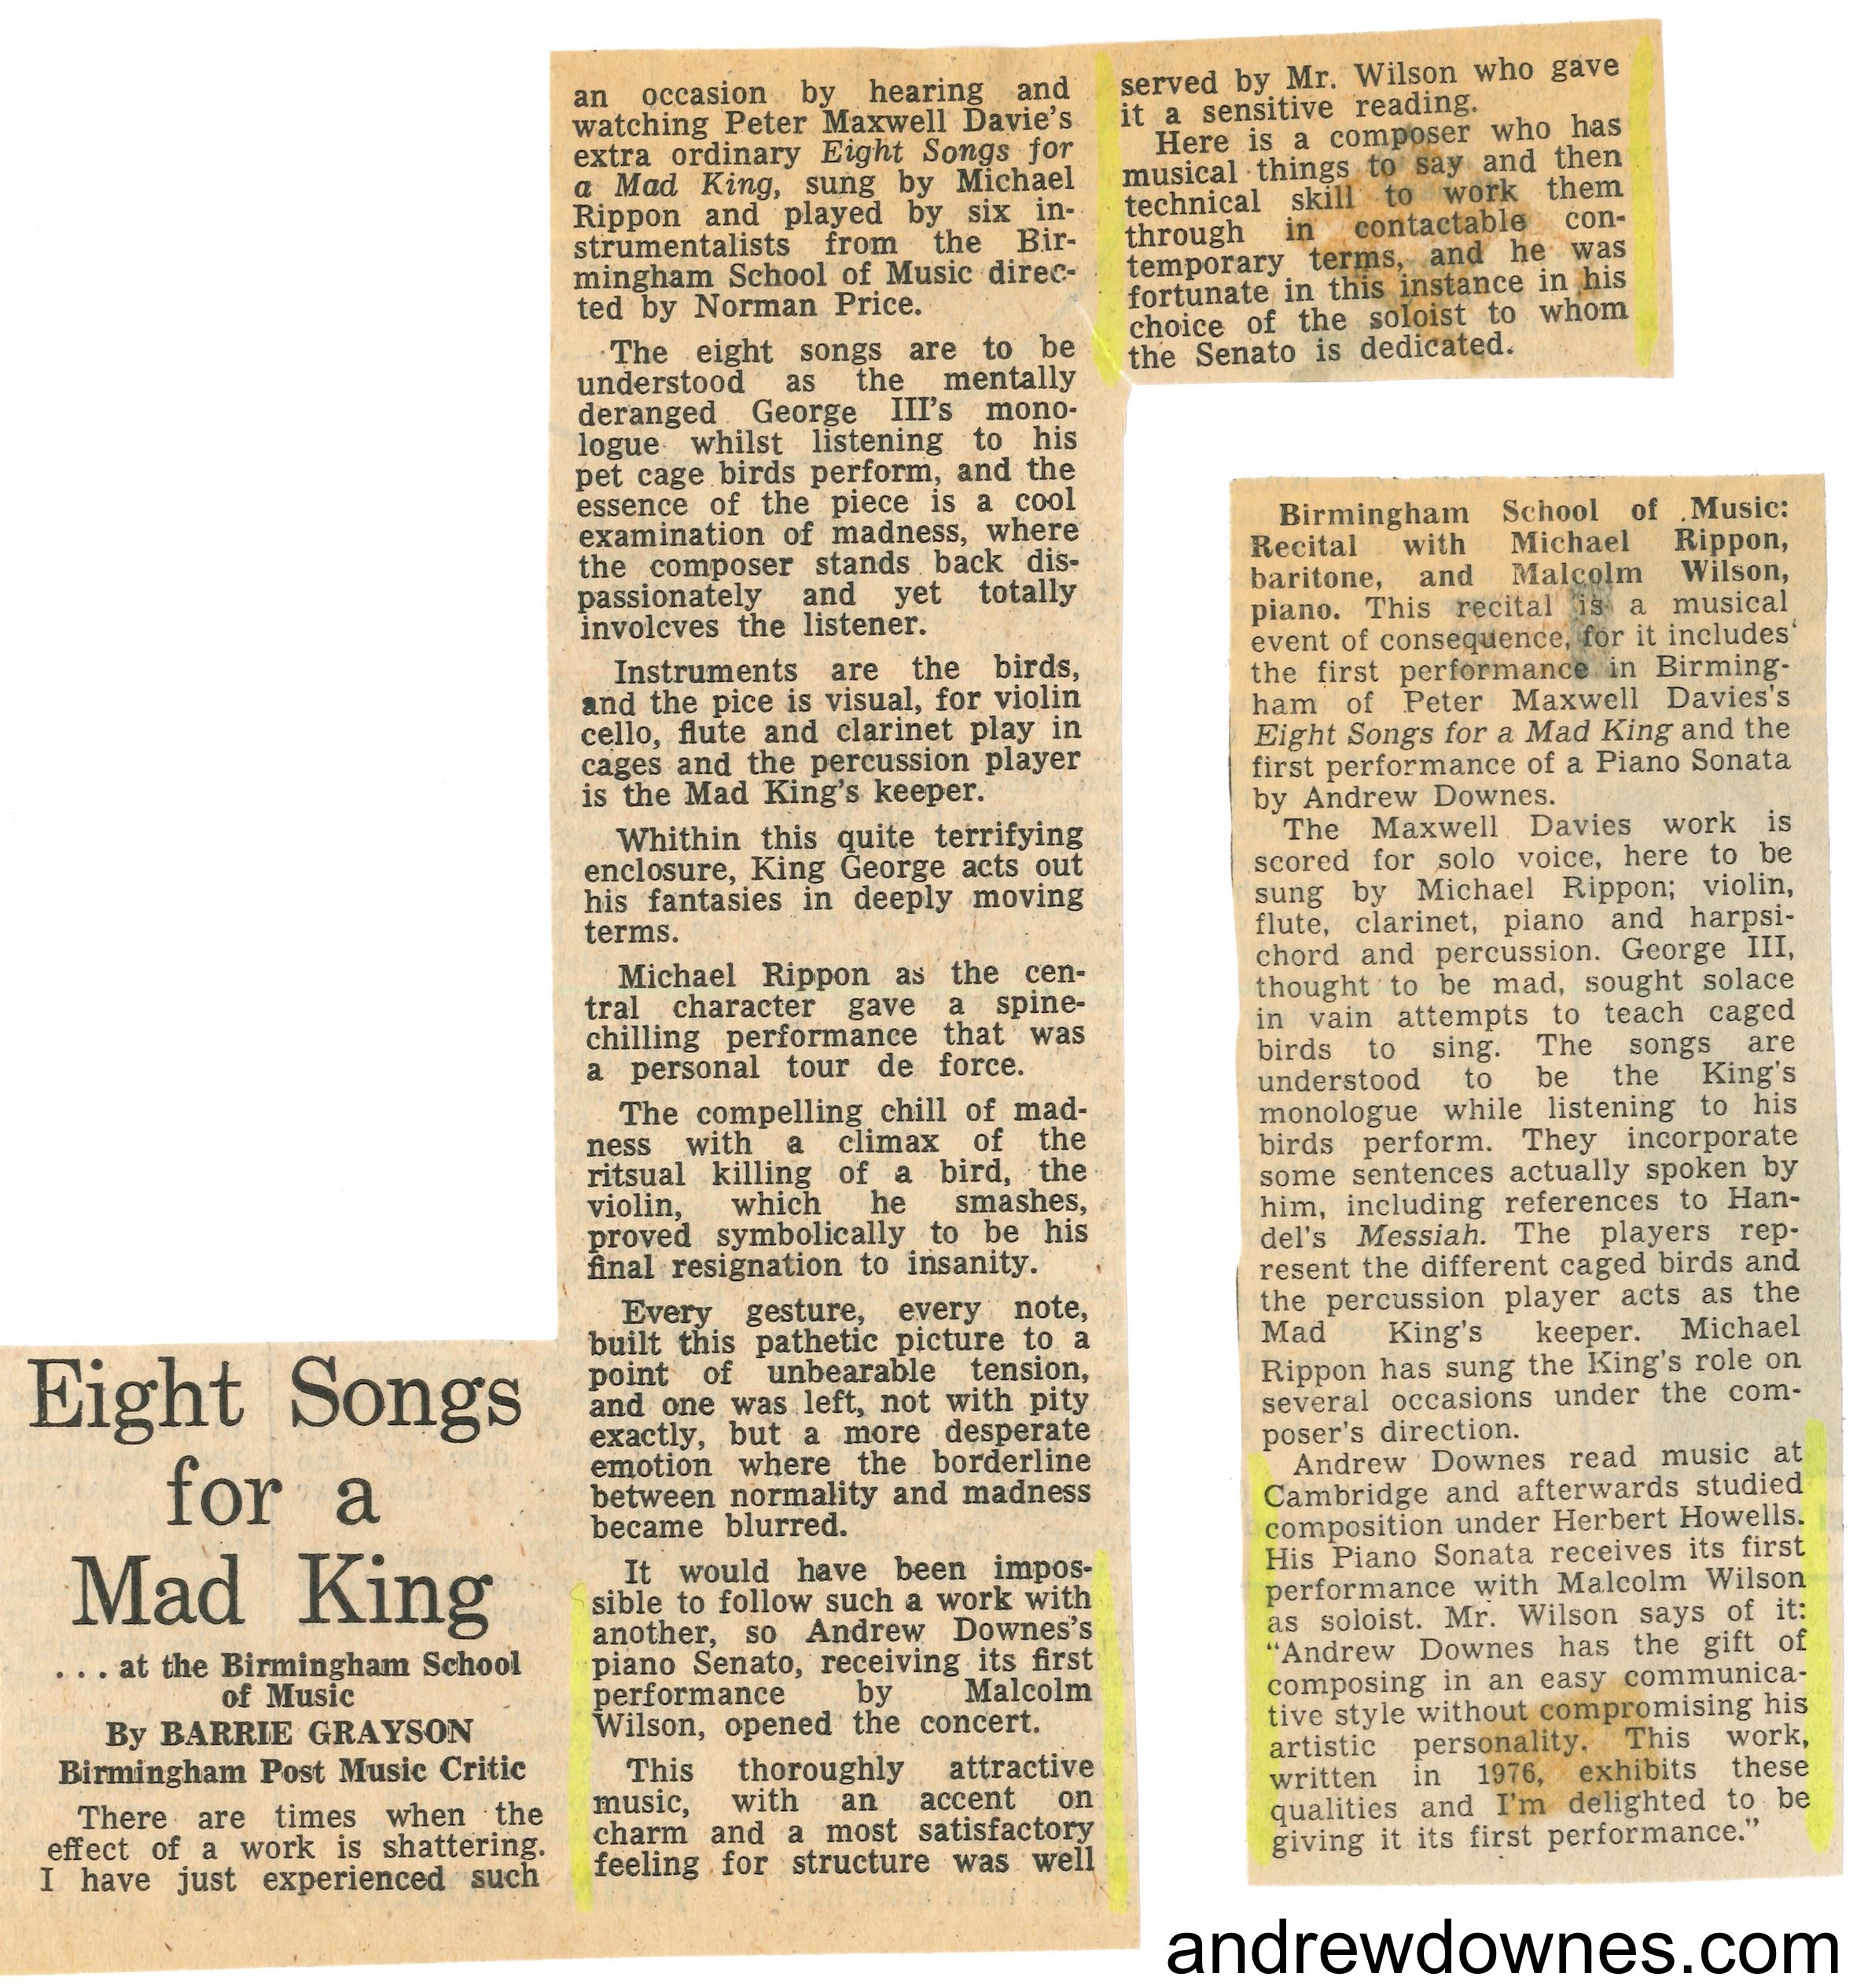 Eight Songs
for a
Mad King
... at the Birmingham School
of Music
By BARRIE GRAYSON
Birmingham Post Music Critic
There are times when the
effect of a work is shattering.
I have just experienced such
an occasion by hearing and
watching Peter Maxwell Davie's
extra ordinary Eight Songs for
a Mad King, sung by Michael
Rippon and played by six in-
strumentalists from the Bir-
mingham School of Music direc-
ted by Norman Price.
The eight songs are to be
understood as the mentally
deranged George III's mono-
logue whilst listening to his
pet cage birds perform, and the
essence of the piece is a cool
examination of madness, where
the composer stands back dis-
passionately and yet totally
involcves the listener.
Instruments are the birds,
and the pice is visual, for violin
cello, flute and clarinet play in
cages and the percussion player
is the Mad King's keeper.
Whithin this quite terrifying
enclosure, King George acts out
his fantasies in deeply moving
terms.
Michael Rippon as the cen-
tral character gave a spine-
chilling performance that was
a personal tour de force.
The compelling chill of mad-
ness with a climax of the
ritsual killing of a bird, the
violin, which he smashes,
proved symbolically to be his
final resignation to insanity.
Every gesture, every note,
built this pathetic picture to a
point of unbearable tension,
and one was left, not with pity
exactly, but a more desperate
emotion where the borderline
between normality and madness
became blurred.
It would have been impos-
sible to follow such a work with
another, so Andrew Downes's
piano Senato, receiving its first
performance by Malcolm
Wilson, opened the concert.
This thoroughly attractive
music, with an accent on
charm and a most satisfactory
feeling for structure was well
served by Mr. Wilson who gave
it a sensitive reading.
Here is a composer who has
musical things to say and then
technical skill to work them
through in contactable con-
temporary terms, and he was
fortunate in this instance in his
choice of the soloist to whom
the Senato is dedicated.
Birmingham School of Music:
Recital with Michael Rippon,
baritone, and Malcolm Wilson,
piano. This recital is a musical
event of consequence, for it includes
the first performance in Birming-
ham of Peter Maxwell Davies's
Eight Songs for a Mad King and the
first performance of a Piano Sonata
by Andrew Downes.
The Maxwell Davies work is
scored for solo voice, here to be
sung by Michael Rippon; violin,
flute, clarinet, piano and harpsi-
chord and percussion. George III,
thought to be mad, sought solace
in vain attempts to teach caged
birds to sing. The songs are
understood to be the King's
monologue while listening to his
birds perform. They incorporate
some sentences actually spoken by
him, including references to Han-
del's Messiah. The players rep-
resent the different caged birds and
the percussion player acts as the
Mad King's keeper. Michael
Rippon has sung the King's role on
several occasions under the com-
poser's direction.
Andrew Downes read music at
Cambridge and afterwards studied
composition under Herbert Howells.
His Piano Sonata receives its first
performance with Malcolm Wilson
as soloist. Mr. Wilson says of it:
"Andrew Downes has the gift of
composing in an easy communica-
tive style without compromising his
artistic personality. This work,
written in 1976, exhibits these
qualities and I'm delighted to be
giving it its first performance."
andrewdownes.com